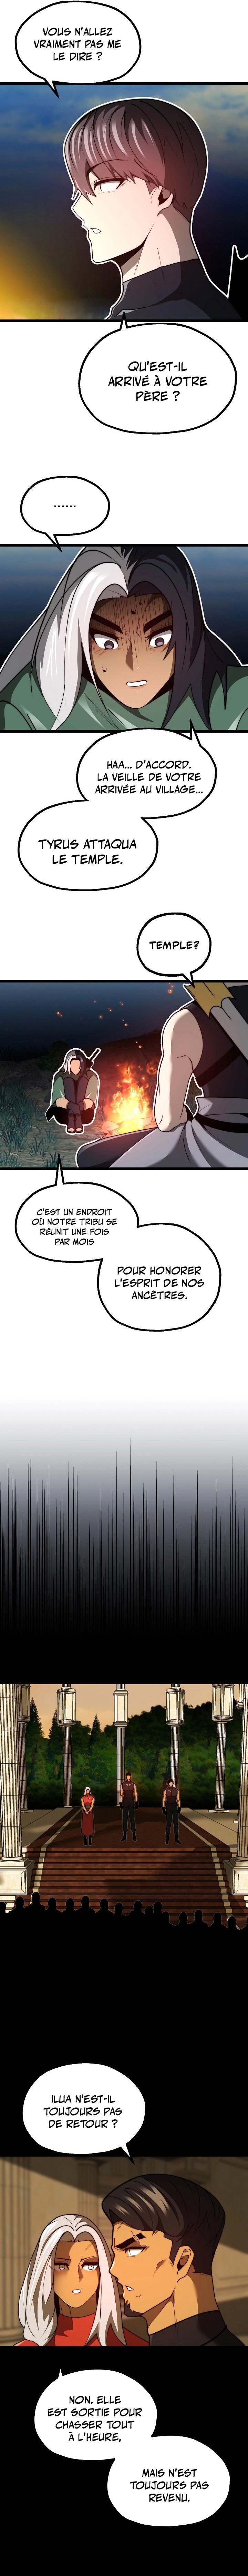 VOUS N'ALLEZ
VRAIMENT PAS ME
LE DIRE ?
QU'EST-IL
ARRIVÉ À VOTRE
PÈRE ?
......
HAA... D'ACCORD.
LA VEILLE DE VOTRE
ARRIVÉE AU VILLAGE...
TYRUS ATTAQUA
LE TEMPLE.
TEMPLE?
C'EST UN ENDROIT
OÙ NOTRE TRIBU SE
RÉUNIT UNE FOIS
PAR MOIS
POUR HONORER
L'ESPRIT DE NOS
ANCÊTRES.
ILUA N'EST-IL
TOUJOURS PAS
DE RETOUR ?
NON. ELLE
EST SORTIE POUR
CHASSER TOUT
À L'HEURE,
MAIS N'EST
TOUJOURS PAS
REVENU.